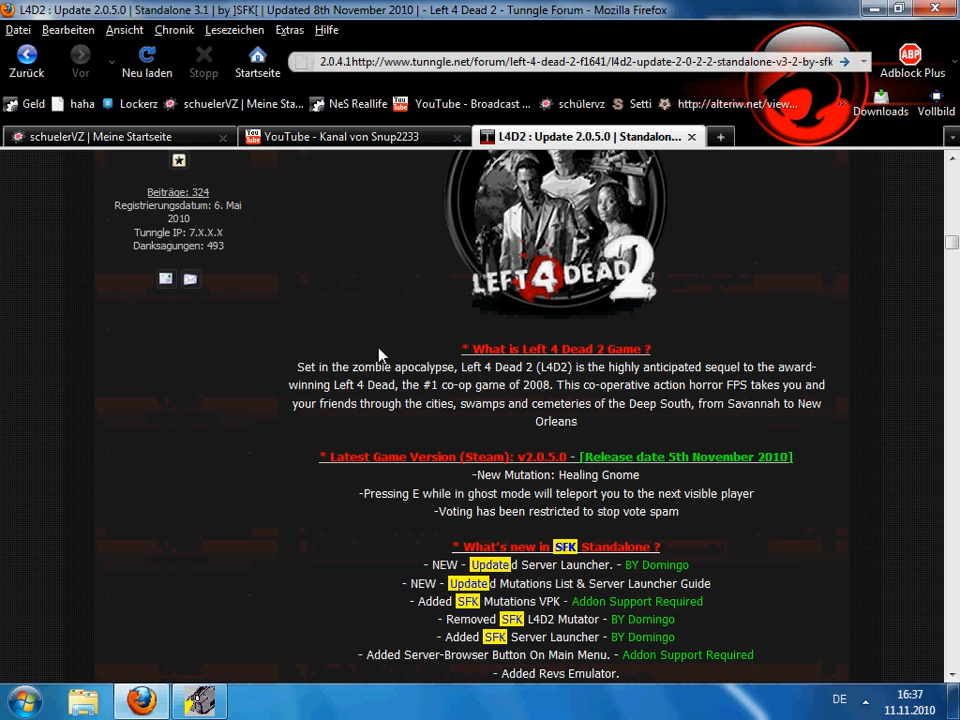 L4D2 : Update 2.0.5.0 | Standalone 3.1 | by ]SFK[ | Updated 8th November 2010 | - Left 4 Dead 2 - Tunngle Forum - Mozilla Firefox
Datei Bearbeiten Ansicht Chronik Lesezeichen Extras Hilfe
2.0.4.1http://www.tunngle.net/forum/left-4-dead-2-f1641/l4d2-update-2-0-2-2-standalone-v3-2-by-sfk
ABP
Zurück Vor Neu laden Stopp Startseite Adblock Plus
Geld haha Lockerz schuelerVZ | Meine Sta... NeS Reallife YouTube - Broadcast ... schülervz Setti http://alteriw.net/view...
Downloads Vollbild
schuelerVZ | Meine Startseite YouTube - Kanal von Snup2233 L4D2 : Update 2.0.5.0 | Standalon...
Beiträge: 324
Registrierungsdatum: 6. Mai
2010
Tunngle IP: 7.X.X.X
Danksagungen: 493
LEFT 4 DEAD 2
* What is Left 4 Dead 2 Game ?
Set in the zombie apocalypse, Left 4 Dead 2 (L4D2) is the highly anticipated sequel to the award-
winning Left 4 Dead, the #1 co-op game of 2008. This co-operative action horror FPS takes you and
your friends through the cities, swamps and cemeteries of the Deep South, from Savannah to New
Orleans
* Latest Game Version (Steam): v2.0.5.0 - [Release date 5th November 2010]
-New Mutation: Healing Gnome
-Pressing E while in ghost mode will teleport you to the next visible player
-Voting has been restricted to stop vote spam
* What's new in SFK Standalone ?
- NEW - Updated Server Launcher. - BY Domingo
- NEW - Updated Mutations List & Server Launcher Guide
- Added SFK Mutations VPK - Addon Support Required
- Removed SFK L4D2 Mutator - BY Domingo
- Added SFK Server Launcher - BY Domingo
- Added Server-Browser Button On Main Menu. - Addon Support Required
- Added Revs Emulator.
DE
16:37
11.11.2010